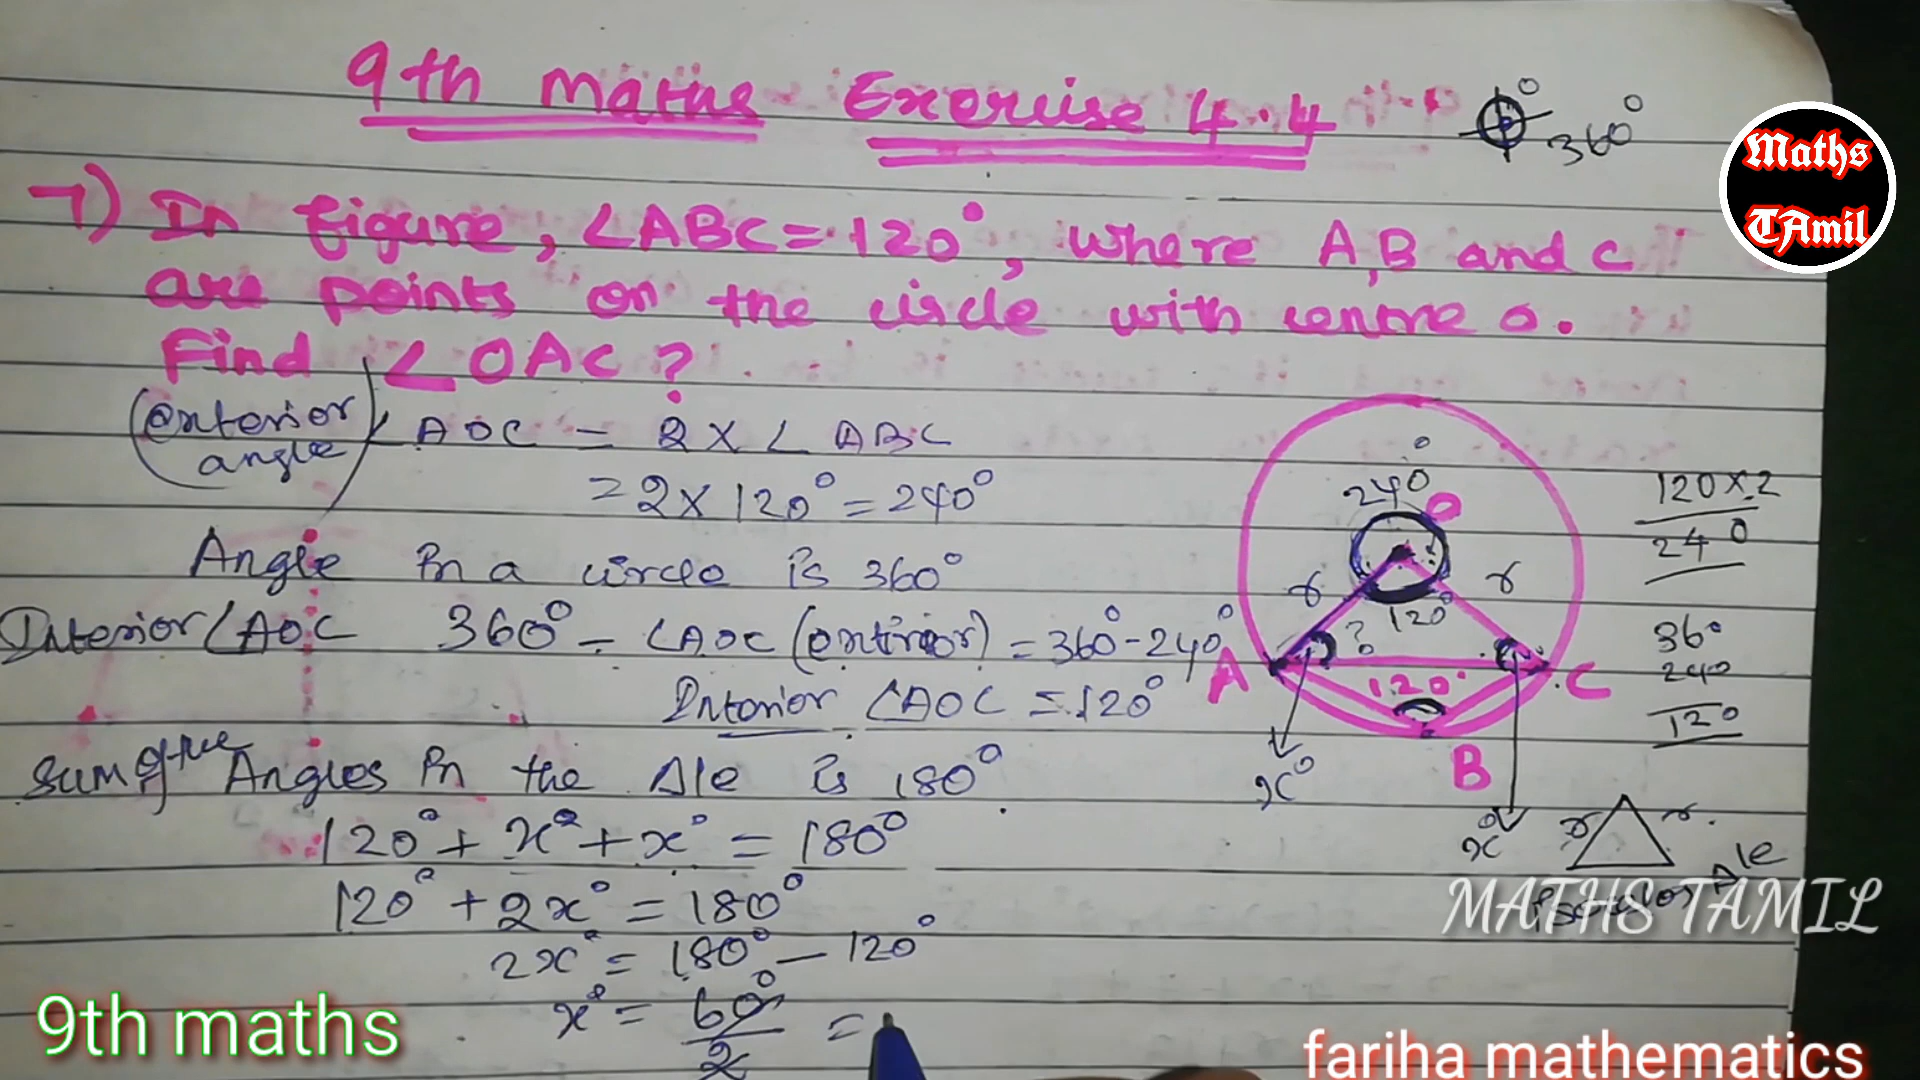 9th maths Exercise 4.4
360°
Maths
TAmil
7) In figure, ∠ABC = 120°, where A,B and C
are points on the circle with centre o.
Find ∠OAC ?
(exterior angle) ∠AOC = 2 × ∠ABC
= 2 × 120° = 240°
Angle in a circle is 360°
Interior ∠AOC 360° - ∠AOC (exterior) = 360° - 240°
Interior ∠AOC = 120°
Sum of the Angles in the Δle is 180°
120° + x° + x° = 180°
120° + 2x° = 180°
2x° = 180° - 120°
x° = 60°/2 =
240°
O
r r
120°
?
A C
120°
B
x°
x°
120×2
240
360
240
120
r r
Δle
MATHS TAMIL
9th maths
fariha mathematics